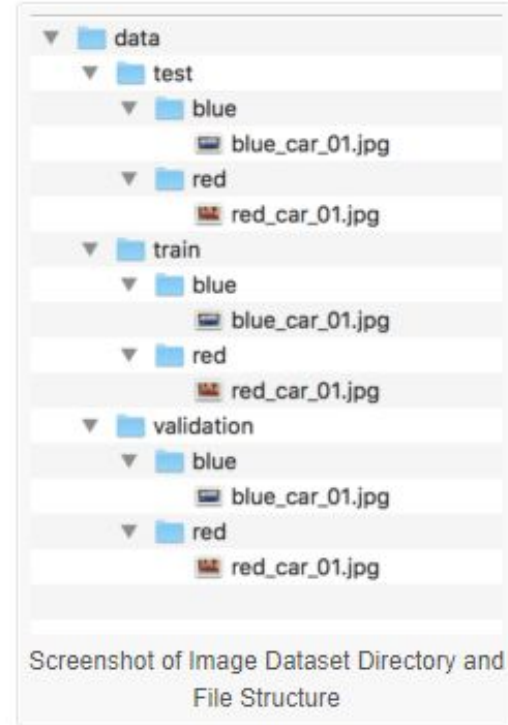 data
test
blue
blue_car_01.jpg
red
red_car_01.jpg
train
blue
blue_car_01.jpg
red
red_car_01.jpg
validation
blue
blue_car_01.jpg
red
red_car_01.jpg
Screenshot of Image Dataset Directory and
File Structure